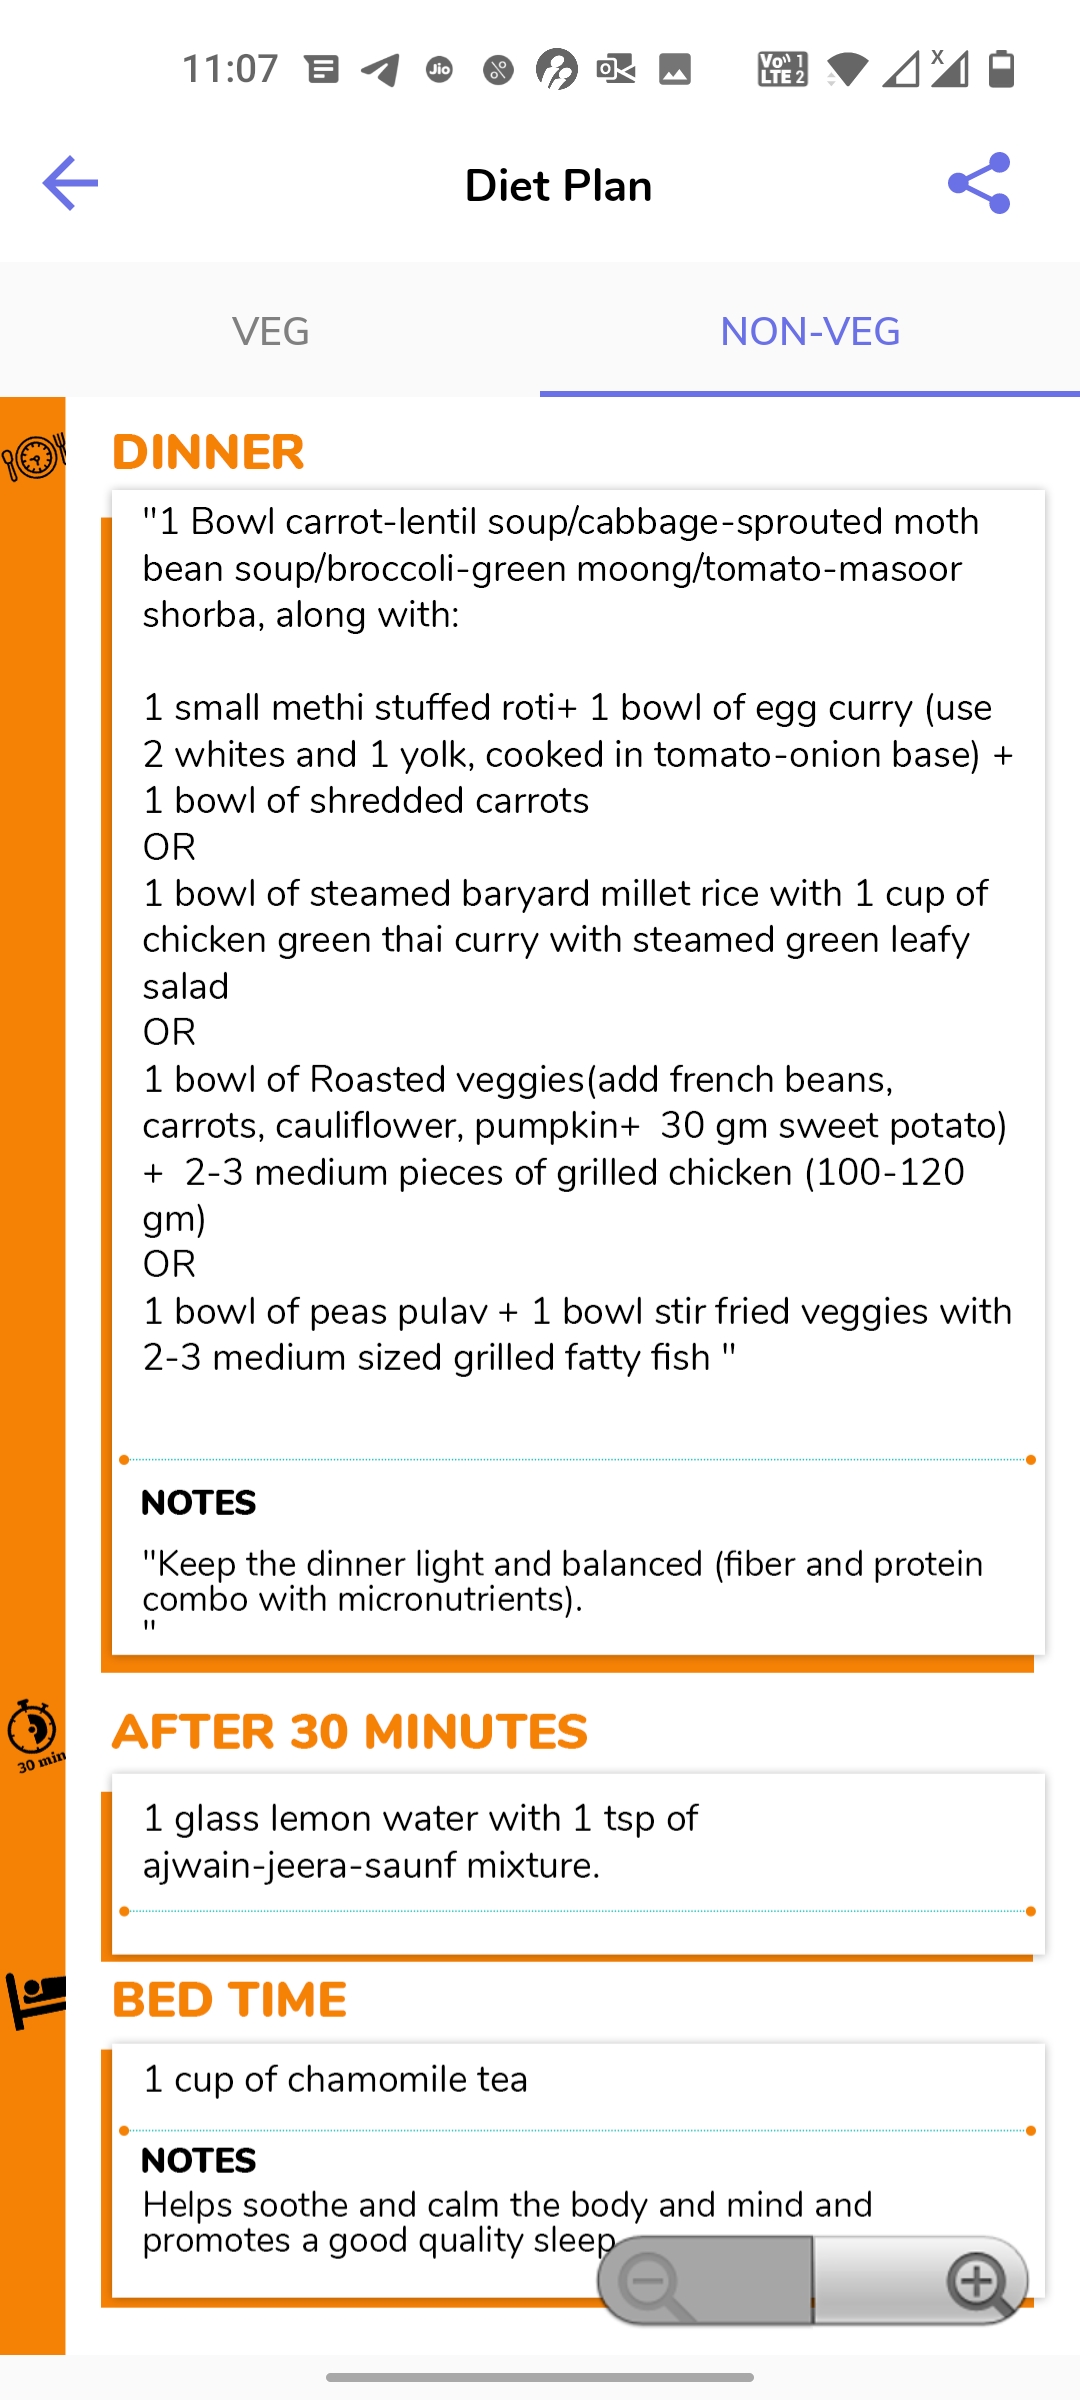 11:07
Jio
Vo)) 1
LTE 2
X
Diet Plan
VEG
NON-VEG
DINNER
"1 Bowl carrot-lentil soup/cabbage-sprouted moth
bean soup/broccoli-green moong/tomato-masoor
shorba, along with:
1 small methi stuffed roti+ 1 bowl of egg curry (use
2 whites and 1 yolk, cooked in tomato-onion base) +
1 bowl of shredded carrots
OR
1 bowl of steamed baryard millet rice with 1 cup of
chicken green thai curry with steamed green leafy
salad
OR
1 bowl of Roasted veggies(add french beans,
carrots, cauliflower, pumpkin+  30 gm sweet potato)
+  2-3 medium pieces of grilled chicken (100-120
gm)
OR
1 bowl of peas pulav + 1 bowl stir fried veggies with
2-3 medium sized grilled fatty fish "
NOTES
"Keep the dinner light and balanced (fiber and protein
combo with micronutrients).
"
AFTER 30 MINUTES
30 min
1 glass lemon water with 1 tsp of
ajwain-jeera-saunf mixture.
BED TIME
1 cup of chamomile tea
NOTES
Helps soothe and calm the body and mind and
promotes a good quality sleep